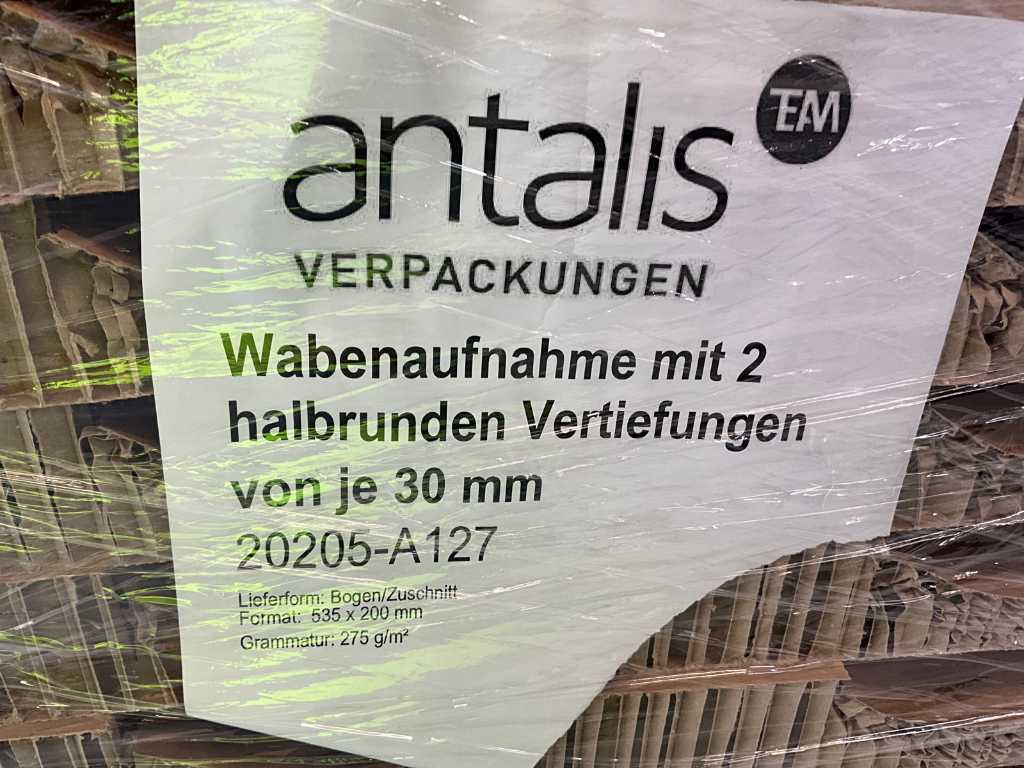 antalis TEAM
VERPACKUNGEN
Wabenaufnahme mit 2
halbrunden Vertiefungen
von je 30 mm
20205-A127
Lieferform: Bogen/Zuschnitt
Format: 535 x 200 mm
Grammatur: 275 g/m²